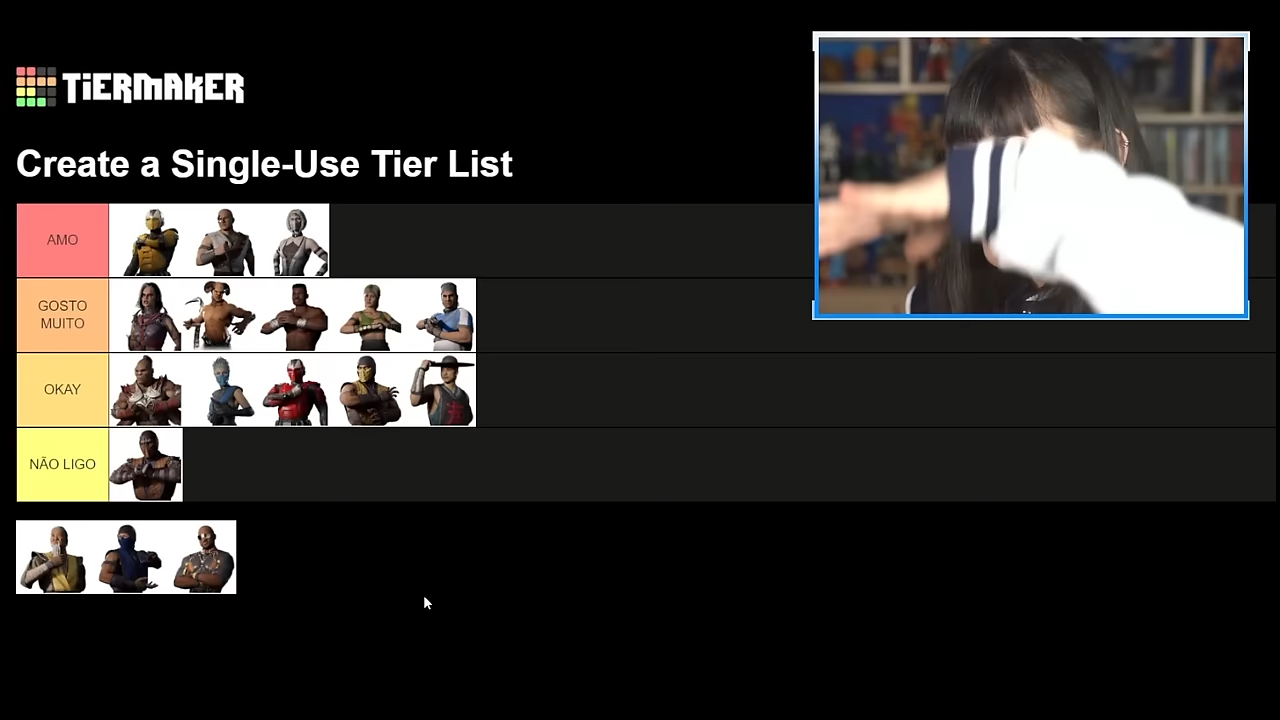 TiERMAKER
Create a Single-Use Tier List
AMO
GOSTO
MUITO
OKAY
NÃO LIGO